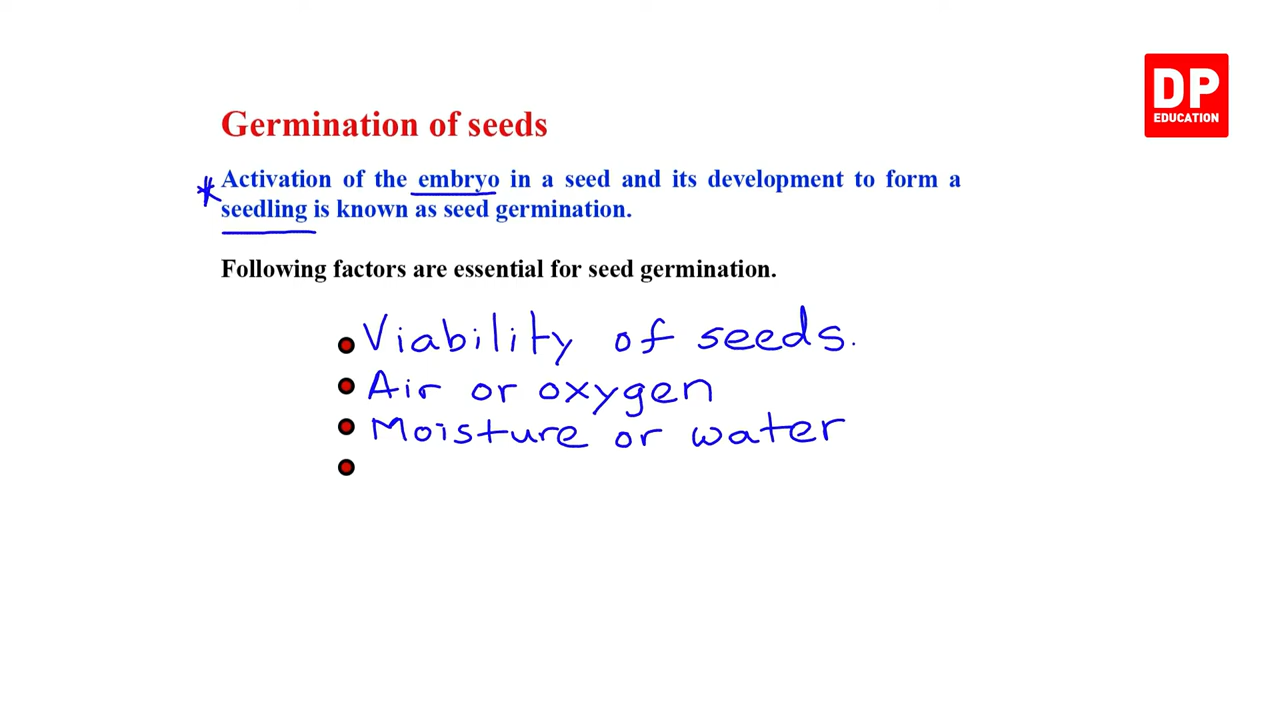 DP
EDUCATION
Germination of seeds
* Activation of the embryo in a seed and its development to form a
seedling is known as seed germination.
Following factors are essential for seed germination.
Viability of seeds.
Air or oxygen
Moisture or water